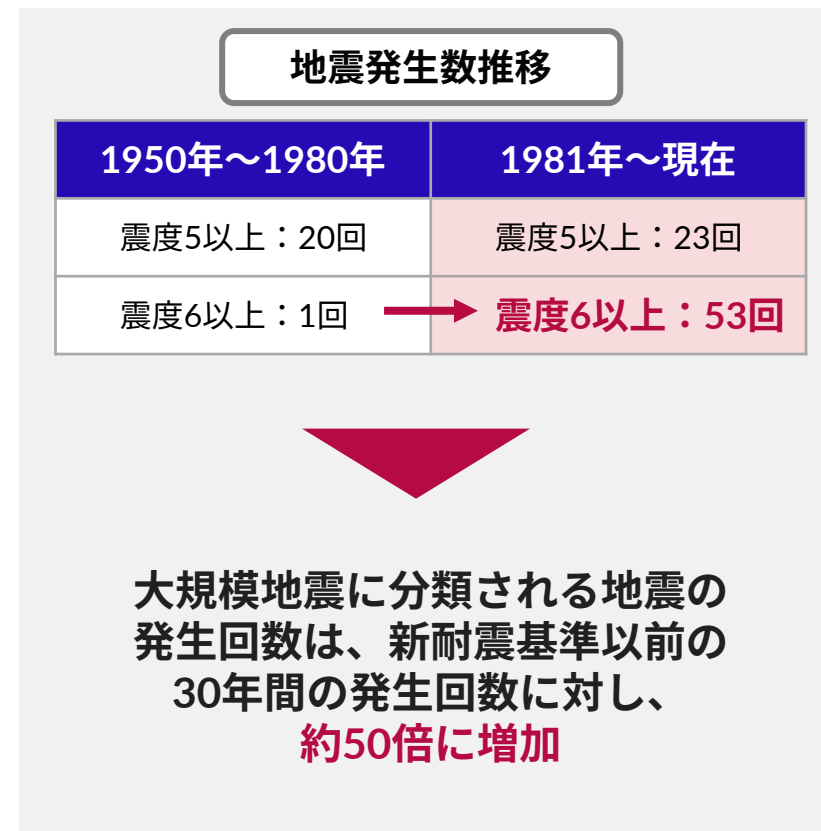 地震発生数推移
1950年～1980年 1981年～現在
震度5以上：20回 震度5以上：23回
震度6以上：1回 震度6以上：53回
大規模地震に分類される地震の
発生回数は、新耐震基準以前の
30年間の発生回数に対し、
約50倍に増加